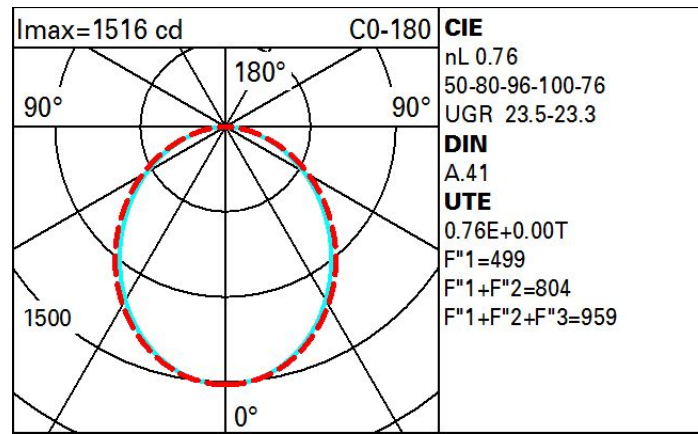 Imax=1516 cd C0-180
180°
90° 90°
1500
0°
CIE
nL 0.76
50-80-96-100-76
UGR 23.5-23.3
DIN
A.41
UTE
0.76E+0.00T
F"1=499
F"1+F"2=804
F"1+F"2+F"3=959